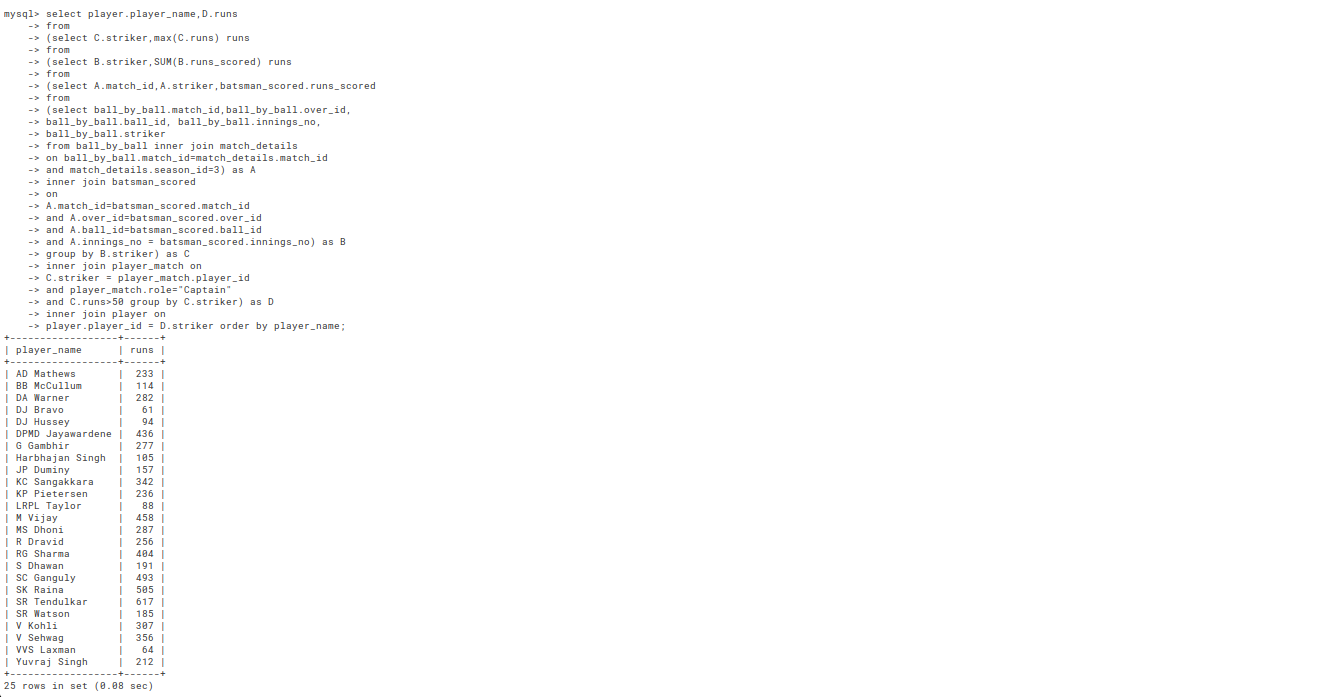 mysql> select player.player_name,D.runs
    -> from
    -> (select C.striker,max(C.runs) runs
    -> from
    -> (select B.striker,SUM(B.runs_scored) runs
    -> from
    -> (select A.match_id,A.striker,batsman_scored.runs_scored
    -> from
    -> (select ball_by_ball.match_id,ball_by_ball.over_id,
    -> ball_by_ball.ball_id, ball_by_ball.innings_no,
    -> ball_by_ball.striker
    -> from ball_by_ball inner join match_details
    -> on ball_by_ball.match_id=match_details.match_id
    -> and match_details.season_id=3) as A
    -> inner join batsman_scored
    -> on
    -> A.match_id=batsman_scored.match_id
    -> and A.over_id=batsman_scored.over_id
    -> and A.ball_id=batsman_scored.ball_id
    -> and A.innings_no = batsman_scored.innings_no) as B
    -> group by B.striker) as C
    -> inner join player_match on
    -> C.striker = player_match.player_id
    -> and player_match.role="Captain"
    -> and C.runs>50 group by C.striker) as D
    -> inner join player on
    -> player.player_id = D.striker order by player_name;
+------------------+------+
| player_name      | runs |
+------------------+------+
| AD Mathews       |  233 |
| BB McCullum      |  114 |
| DA Warner        |  282 |
| DJ Bravo         |   61 |
| DJ Hussey        |   94 |
| DPMD Jayawardene |  436 |
| G Gambhir        |  277 |
| Harbhajan Singh  |  105 |
| JP Duminy        |  157 |
| KC Sangakkara    |  342 |
| KP Pietersen     |  236 |
| LRPL Taylor      |   88 |
| M Vijay          |  458 |
| MS Dhoni         |  287 |
| R Dravid         |  256 |
| RG Sharma        |  404 |
| S Dhawan         |  191 |
| SC Ganguly       |  493 |
| SK Raina         |  505 |
| SR Tendulkar     |  617 |
| SR Watson        |  185 |
| V Kohli          |  307 |
| V Sehwag         |  356 |
| VVS Laxman       |   64 |
| Yuvraj Singh     |  212 |
+------------------+------+
25 rows in set (0.08 sec)